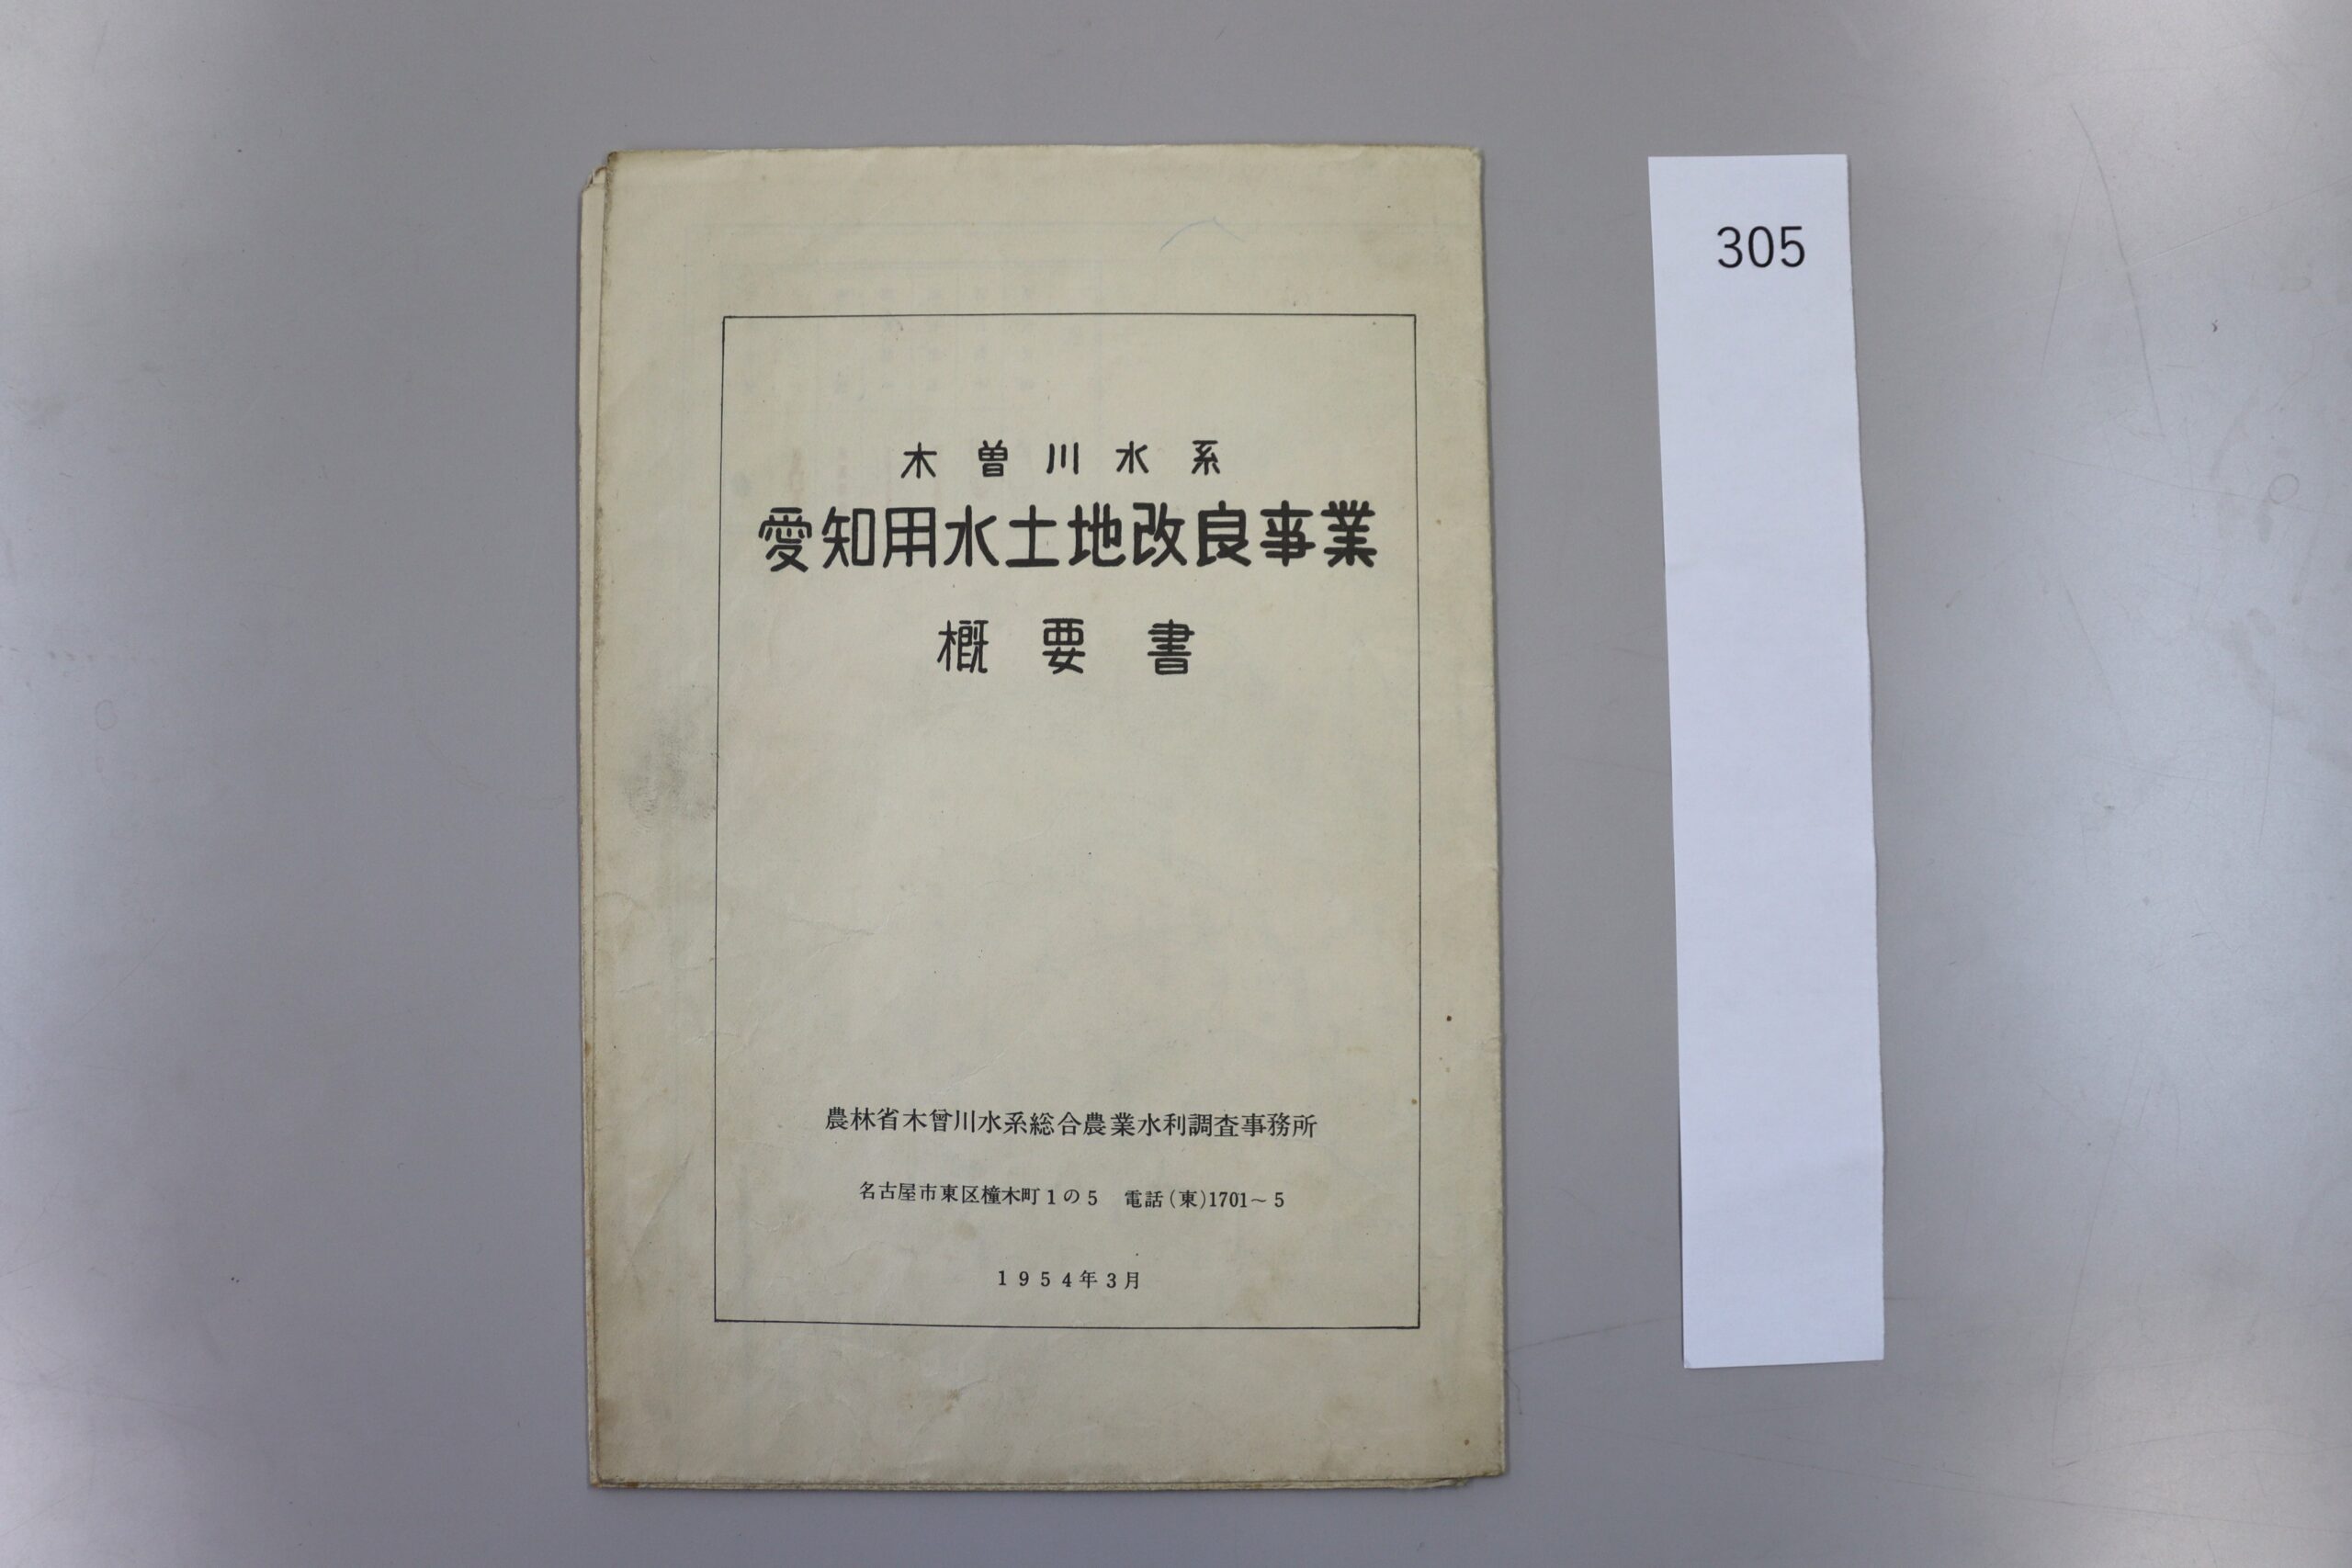 木曽川水系
愛知用水土地改良事業
概要書
農林省木曾川水系総合農業水利調査事務所
名古屋市東区橦木町1の5 電話(東)1701~5
1954年3月
305